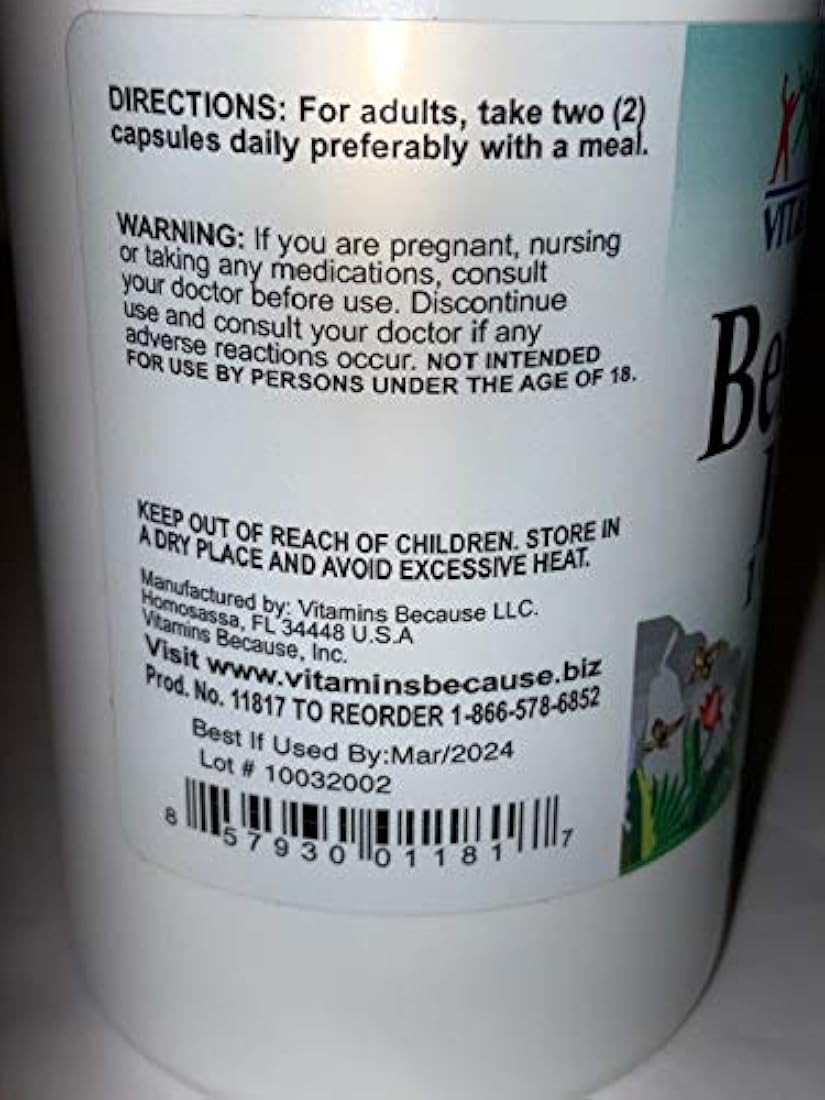 DIRECTIONS: For adults, take two (2)
capsules daily preferably with a meal.
WARNING: If you are pregnant, nursing
or taking any medications, consult
your doctor before use. Discontinue
use and consult your doctor if any
adverse reactions occur. NOT INTENDED
FOR USE BY PERSONS UNDER THE AGE OF 18.
KEEP OUT OF REACH OF CHILDREN. STORE IN
A DRY PLACE AND AVOID EXCESSIVE HEAT.
Manufactured by: Vitamins Because LLC.
Homosassa, FL 34448 U.S.A
Vitamins Because, Inc.
Visit www.vitaminsbecause.biz
Prod. No. 11817 TO REORDER 1-866-578-6852
Best If Used By:Mar/2024
Lot # 10032002
8 57930 01181 7